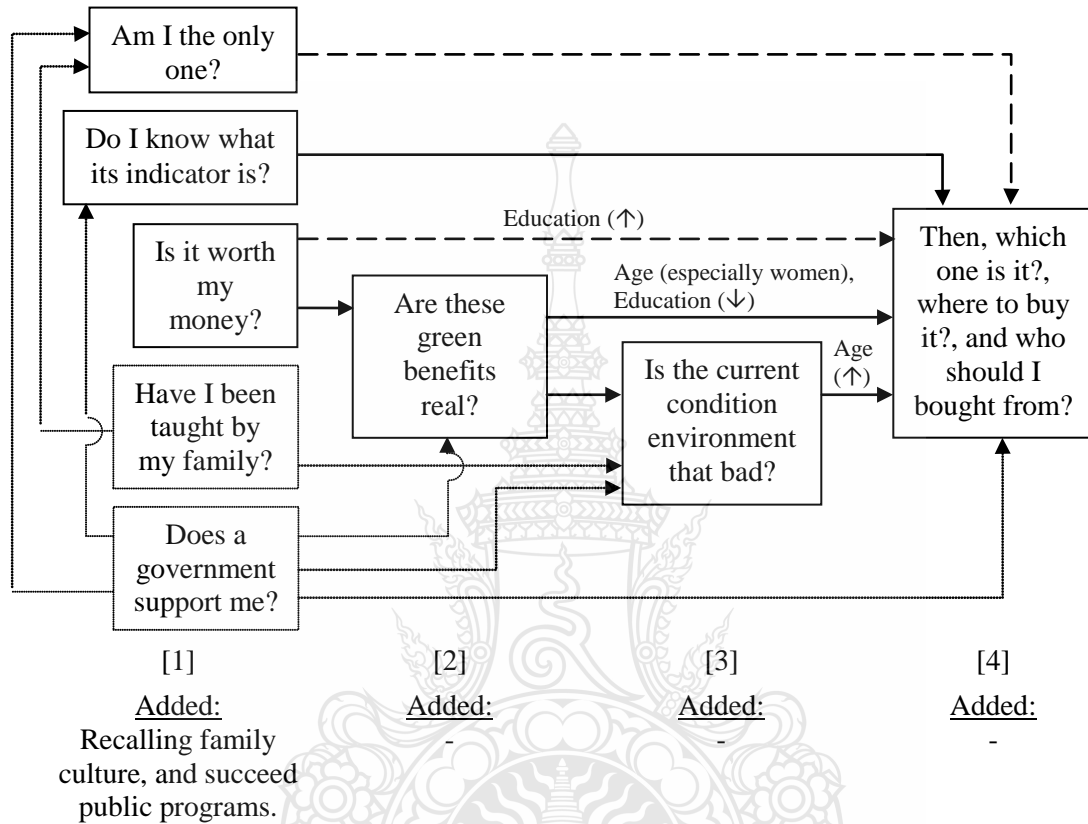 Am I the only
one?
Do I know what
its indicator is?
Education (↑)
Is it worth
my
money?
Age (especially women),
Education (↓)
Are these
green
benefits
real?
Then, which
one is it?,
where to buy
it?, and who
should I
bought from?
Age
(↑)
Is the current
condition
environment
that bad?
Have I been
taught by
my family?
Does a
government
support me?
[1] [2] [3] [4]
Added: Added: Added: Added:
Recalling family - - -
culture, and succeed
public programs.